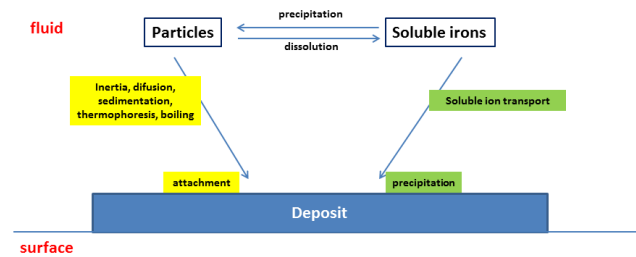 precipitation
fluid
Particles
Soluble irons
dissolution
Inertia, difusion,
sedimentation,
thermophoresis, boiling
Soluble ion transport
attachment
precipitation
Deposit
surface